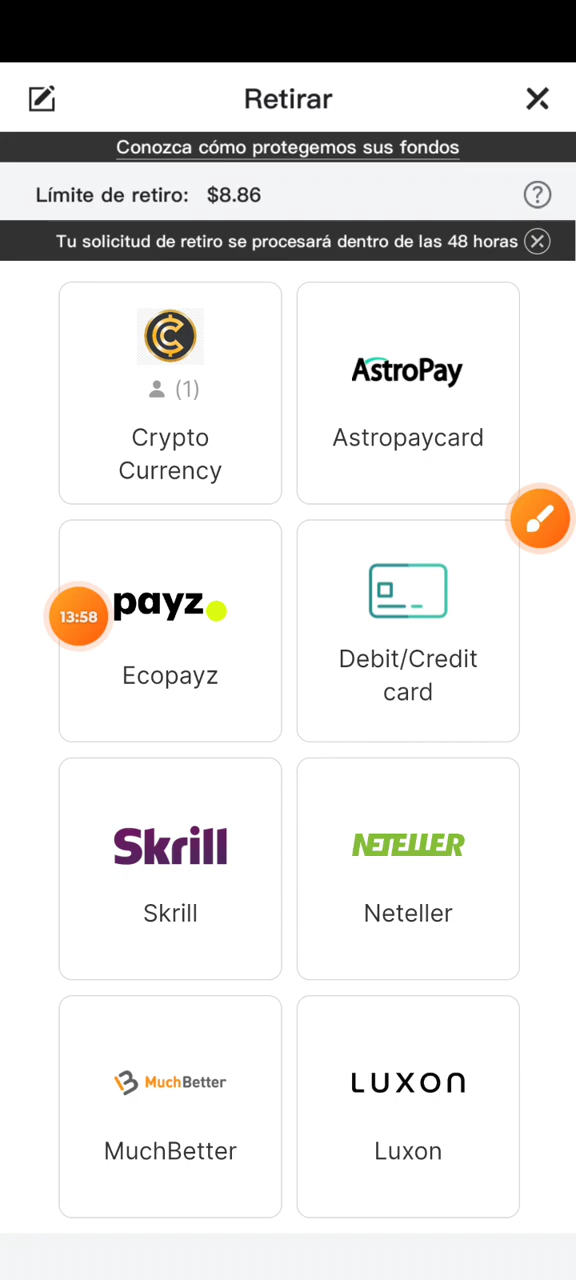 Retirar
Conozca cómo protegemos sus fondos
Límite de retiro: $8.86
?
Tu solicitud de retiro se procesará dentro de las 48 horas
(1)
Crypto
Currency
AstroPay
Astropaycard
13:58
payz
Ecopayz
Debit/Credit
card
Skrill
Skrill
NETELLER
Neteller
MuchBetter
MuchBetter
LUXON
Luxon